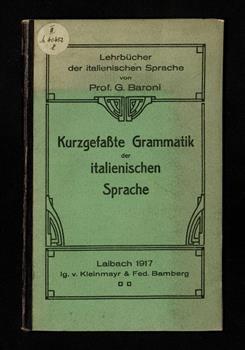 Lehrbücher
der italienischen Sprache
von
Prof. G. Baroni
Kurzgefaßte Grammatik
der
italienischen
Sprache
Laibach 1917
Ig. v. Kleinmayr & Fed. Bamberg